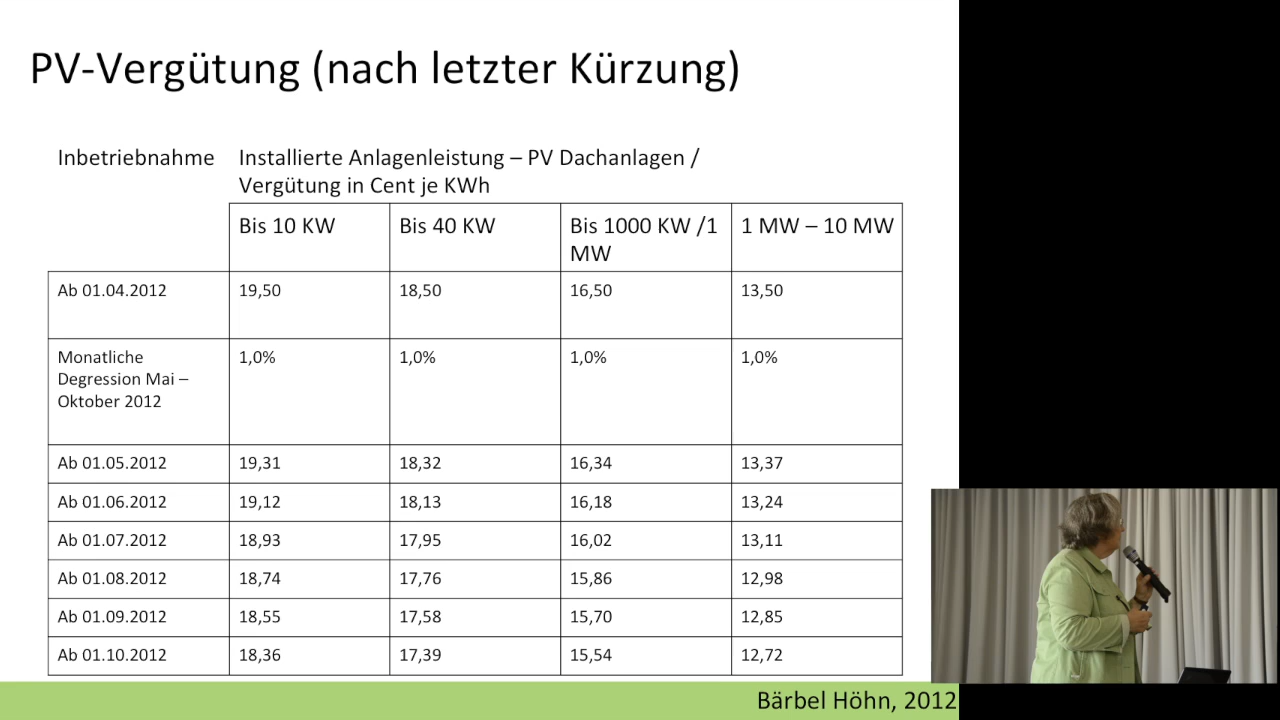 PV-Vergütung (nach letzter Kürzung)
Inbetriebnahme Installierte Anlagenleistung – PV Dachanlagen /
Vergütung in Cent je KWh
Bis 10 KW Bis 40 KW Bis 1000 KW /1 1 MW – 10 MW
MW
Ab 01.04.2012 19,50 18,50 16,50 13,50
Monatliche 1,0% 1,0% 1,0% 1,0%
Degression Mai –
Oktober 2012
Ab 01.05.2012 19,31 18,32 16,34 13,37
Ab 01.06.2012 19,12 18,13 16,18 13,24
Ab 01.07.2012 18,93 17,95 16,02 13,11
Ab 01.08.2012 18,74 17,76 15,86 12,98
Ab 01.09.2012 18,55 17,58 15,70 12,85
Ab 01.10.2012 18,36 17,39 15,54 12,72
Bärbel Höhn, 2012